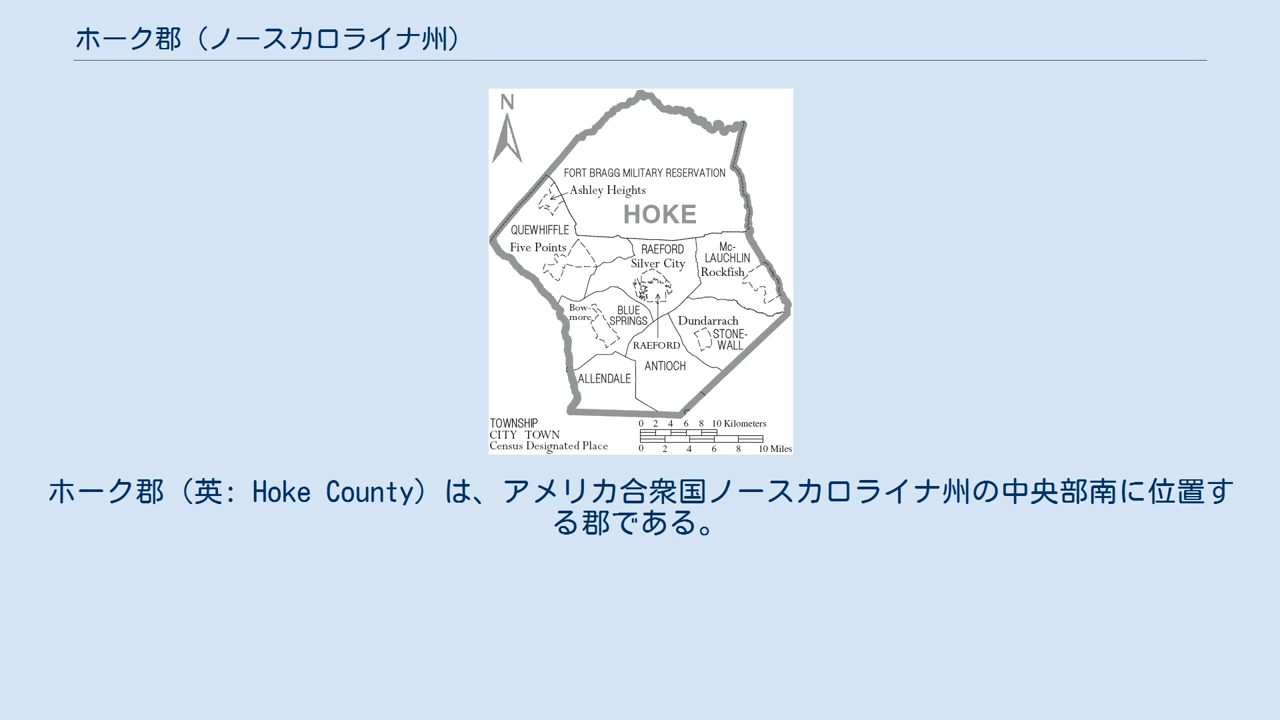 ホーク郡（ノースカロライナ州）
N
FORT BRAGG MILITARY RESERVATION
Ashley Heights
HOKE
QUEWHIFFLE
Five Points
RAEFORD
Silver City
Mc-
LAUCHLIN
Rockfish
Bow-
more
BLUE
SPRINGS
Dundarrach
STONE-
WALL
RAEFORD
ANTIOCH
ALLENDALE
TOWNSHIP
CITY TOWN
Census Designated Place
0 2 4 6 8 10 Kilometers
0 2 4 6 8 10 Miles
ホーク郡（英: Hoke County）は、アメリカ合衆国ノースカロライナ州の中央部南に位置す
る郡である。